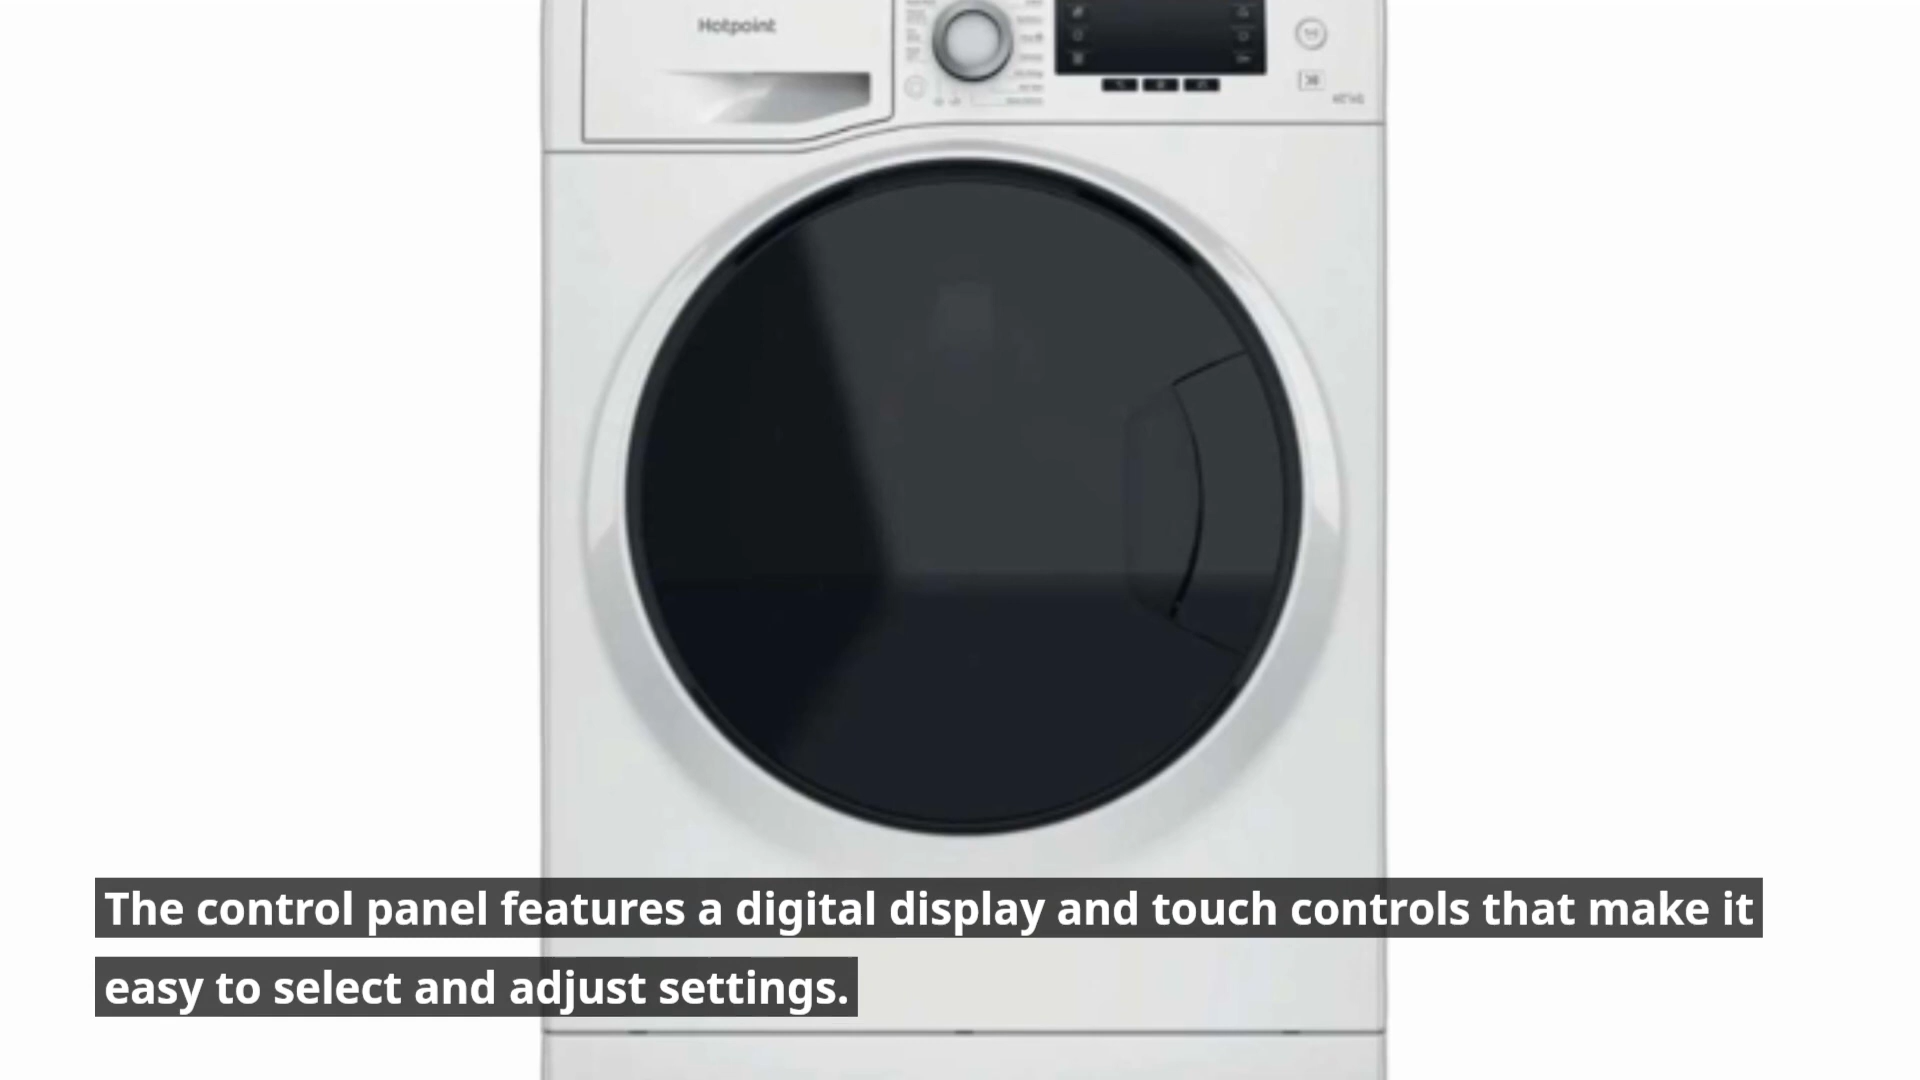 Hotpoint
The control panel features a digital display and touch controls that make it
easy to select and adjust settings.